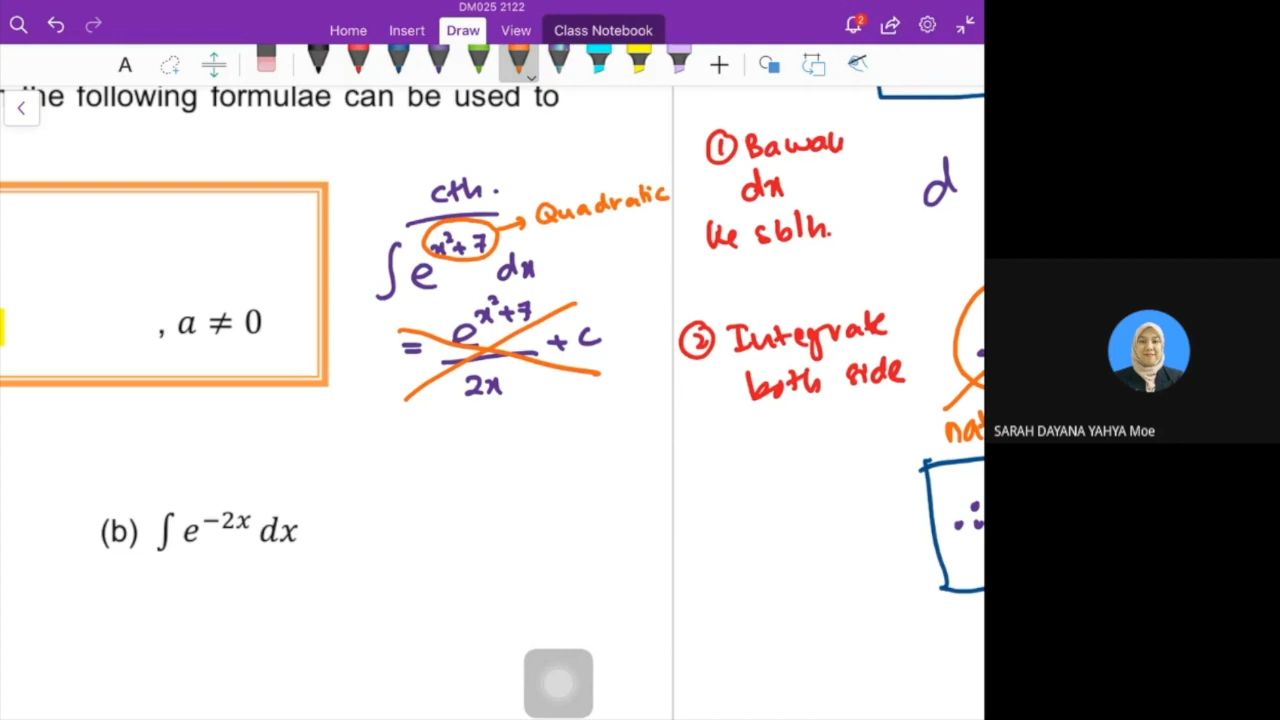 DM025 2122
Home Insert Draw View Class Notebook
2
A
the following formulae can be used to
cth.
Quadratic
∫ e^{x²+7} dx
= e^{x²+7} / 2x + c
, a ≠ 0
(b) ∫ e^{−2x} dx
① Bawak
dx
ke sblh.
② Integrate
both side
d
∴
SARAH DAYANA YAHYA Moe